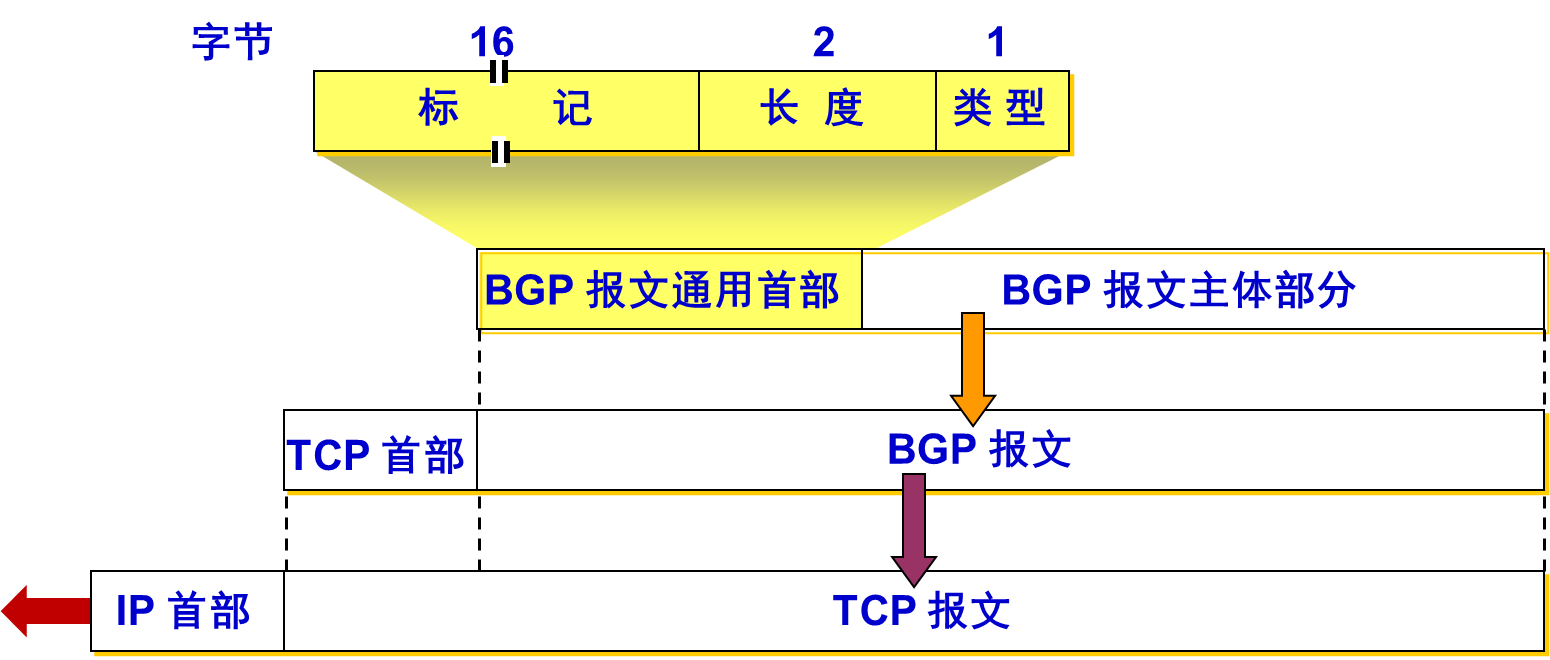 字节 16 2 1
标 记 长 度 类 型
BGP 报文通用首部 BGP 报文主体部分
TCP 首部 BGP 报文
IP 首部 TCP 报文